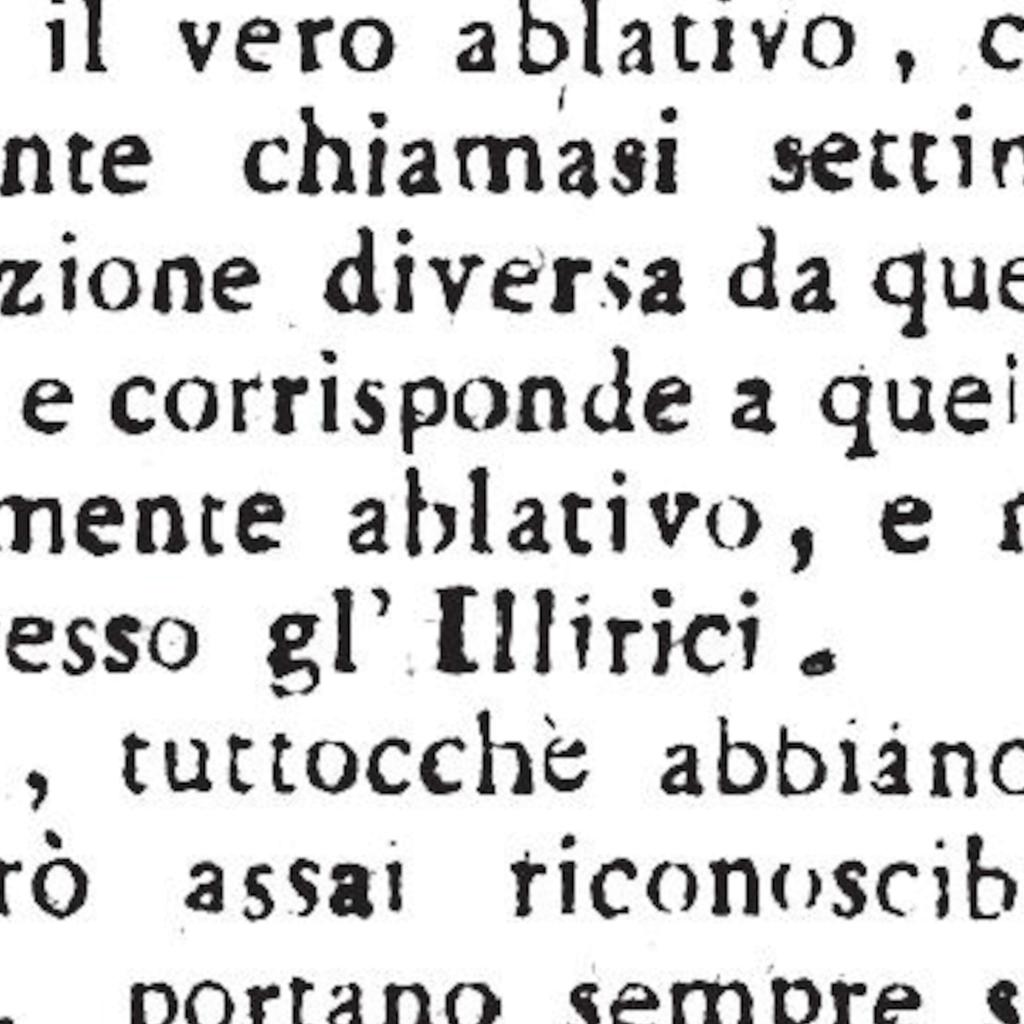 il vero ablativo, c
nte chiamasi settin
zione diversa da que
e corrisponde a quei
mente ablativo, e
esso gl' Illirici.
, tuttocchè abbiano
rò assai riconoscib
portano sempre s